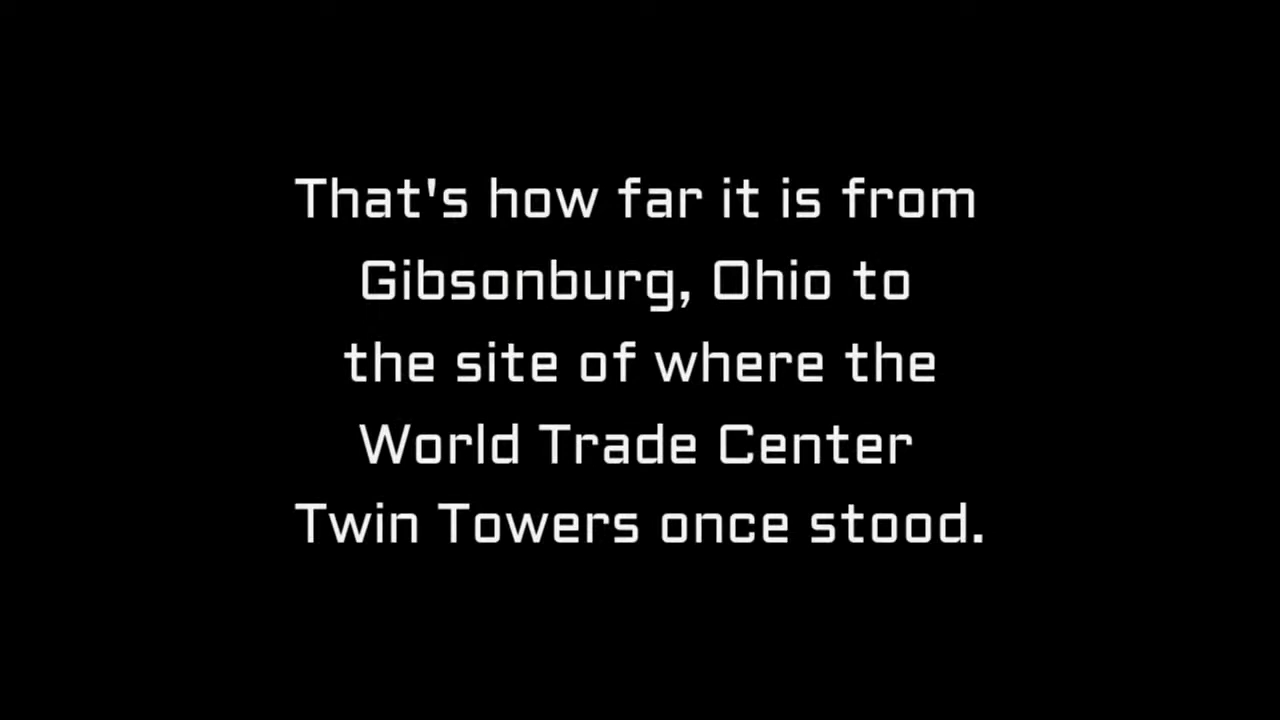 That's how far it is from
Gibsonburg, Ohio to
the site of where the
World Trade Center
Twin Towers once stood.